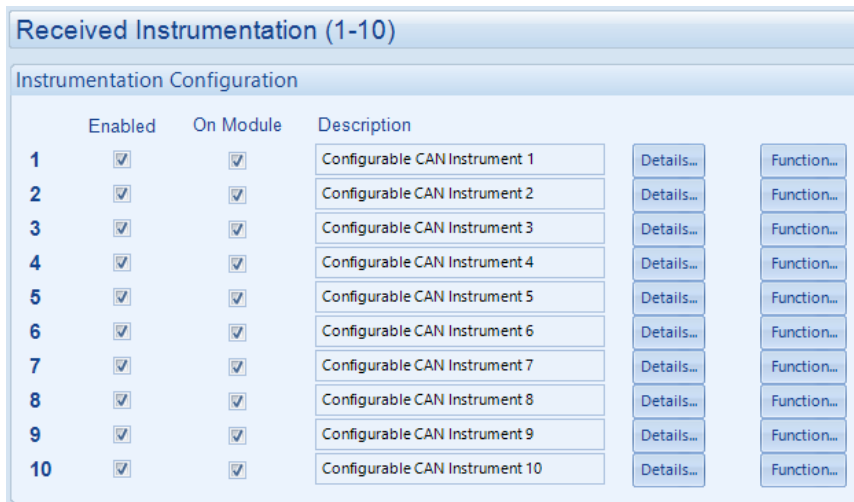 Received Instrumentation (1-10)
Instrumentation Configuration
Enabled On Module Description
1 Configurable CAN Instrument 1 Details... Function...
2 Configurable CAN Instrument 2 Details... Function...
3 Configurable CAN Instrument 3 Details... Function...
4 Configurable CAN Instrument 4 Details... Function...
5 Configurable CAN Instrument 5 Details... Function...
6 Configurable CAN Instrument 6 Details... Function...
7 Configurable CAN Instrument 7 Details... Function...
8 Configurable CAN Instrument 8 Details... Function...
9 Configurable CAN Instrument 9 Details... Function...
10 Configurable CAN Instrument 10 Details... Function...